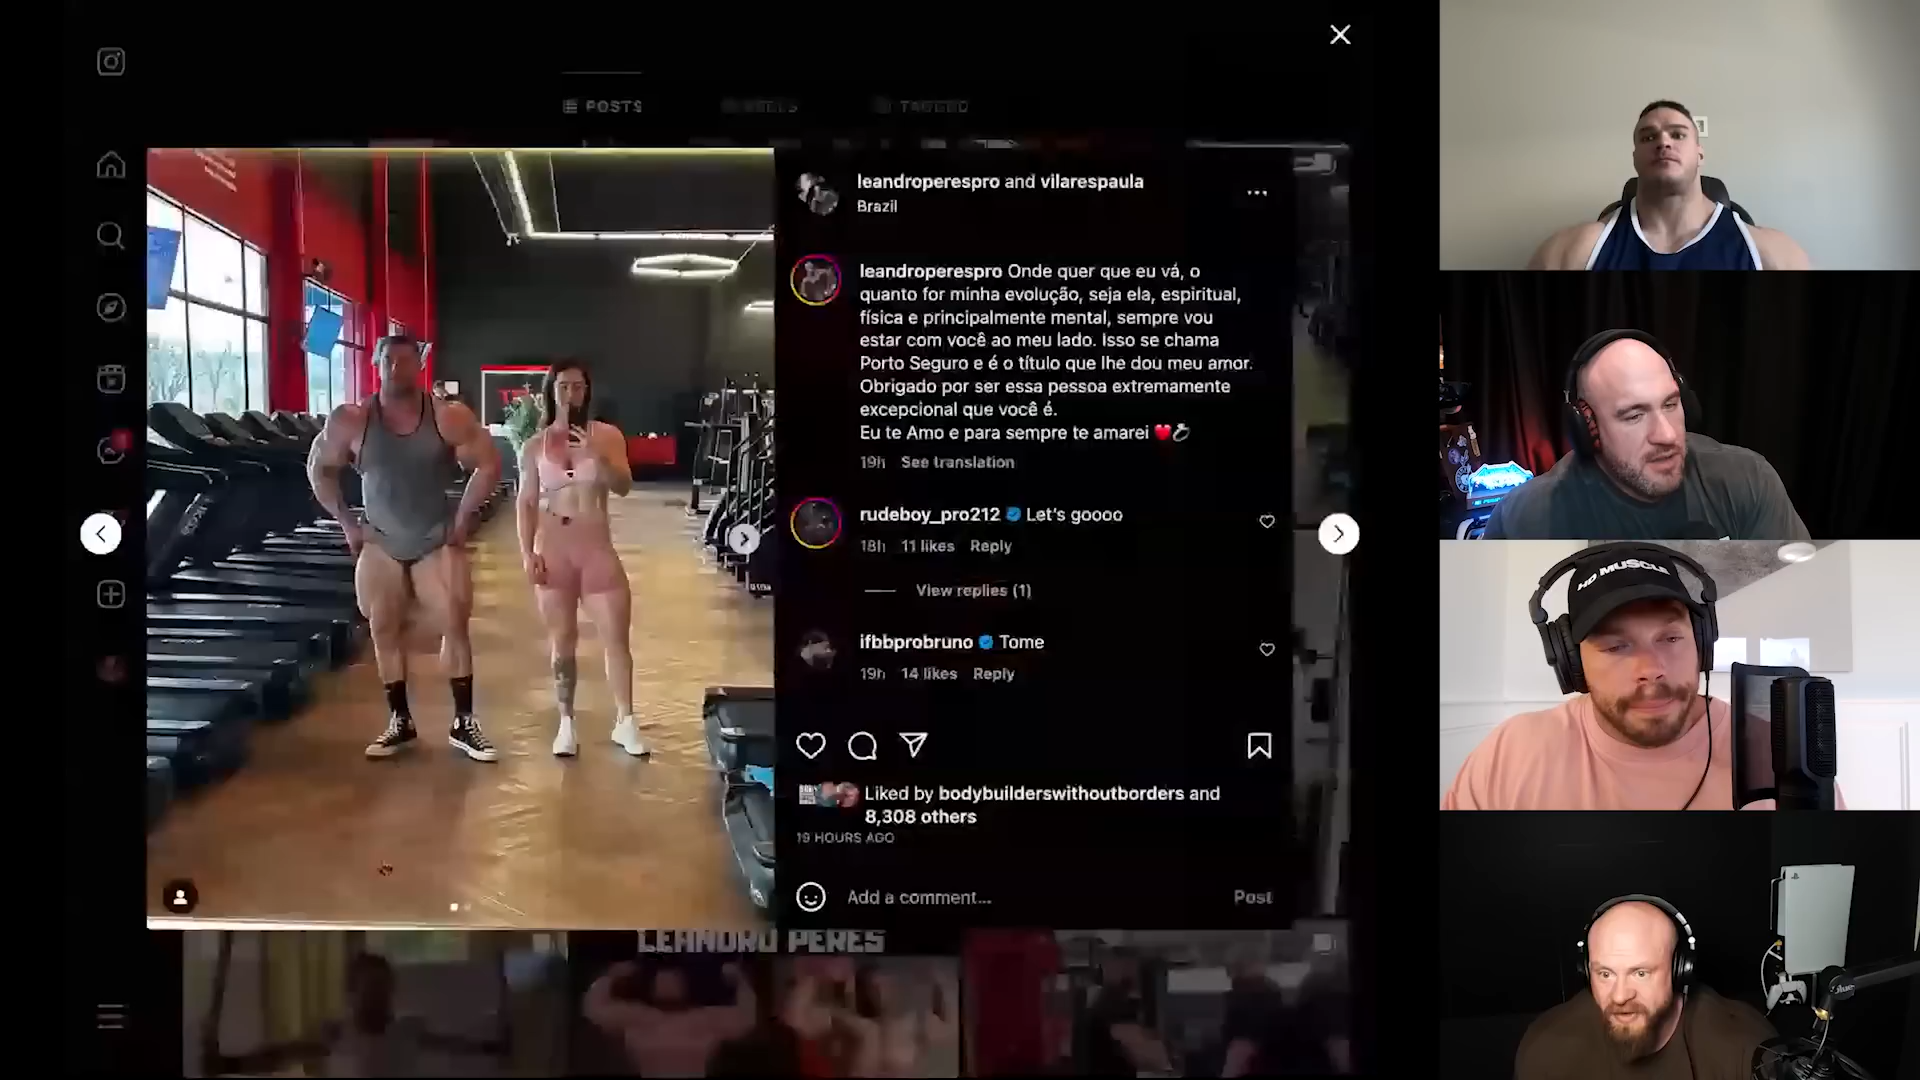 POSTS
TAGGED
leandroperespro and vilarespaula
Brazil
leandroperespro Onde quer que eu vá, o
quanto for minha evolução, seja ela, espiritual,
física e principalmente mental, sempre vou
estar com você ao meu lado. Isso se chama
Porto Seguro e é o título que lhe dou meu amor.
Obrigado por ser essa pessoa extremamente
excepcional que você é.
Eu te Amo e para sempre te amarei ❤️💍
19h See translation
rudeboy_pro212 Let's goooo
18h 11 likes Reply
View replies (1)
ifbbprobruno Tome
19h 14 likes Reply
Liked by bodybuilderswithoutborders and
8,308 others
19 HOURS AGO
Add a comment... Post
LEANDRO PERES
HD MUSCLE